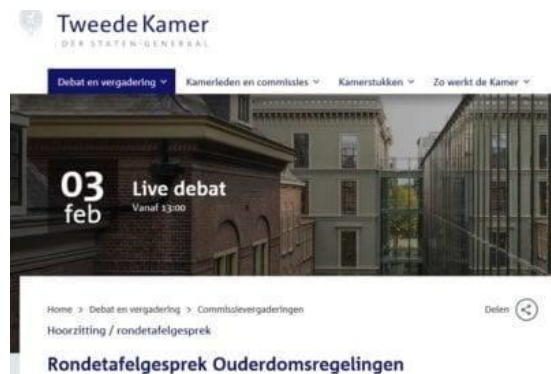 Tweede Kamer
DER STATEN-GENERAAL
Debat en vergadering Kamerleden en commissies Kamerstukken Zo werkt de Kamer
03
feb
Live debat
Vanaf 13:00
Home > Debat en vergadering > Commissievergaderingen Delen
Hoorzitting / rondetafelgesprek
Rondetafelgesprek Ouderdomsregelingen